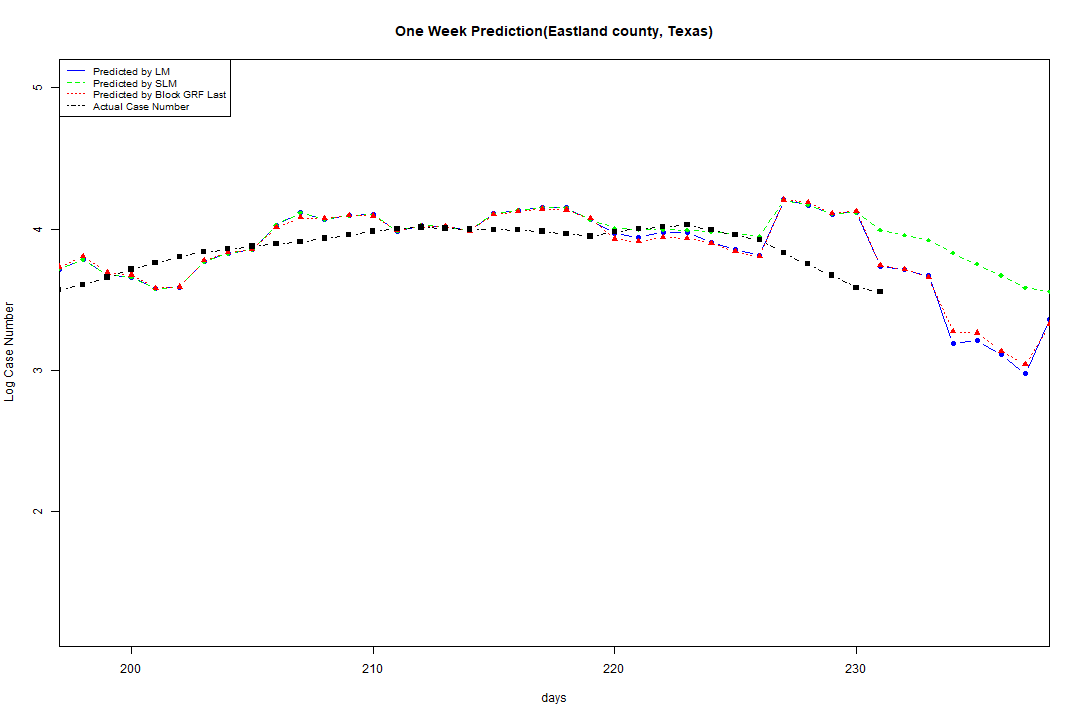 One Week Prediction(Eastland county, Texas)
Predicted by LM
Predicted by SLM
Predicted by Block GRF Last
Actual Case Number
5
4
3
2
Log Case Number
200 210 220 230
days